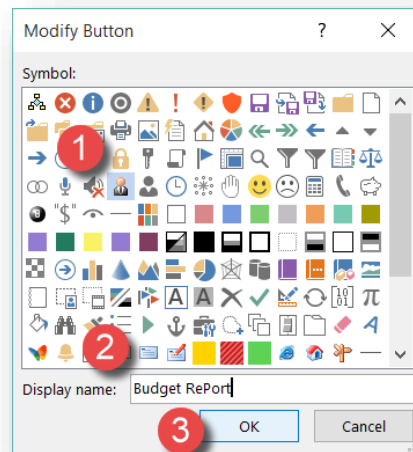 Modify Button ? ×
Symbol:
1
2
Display name: Budget RePort
3 OK Cancel